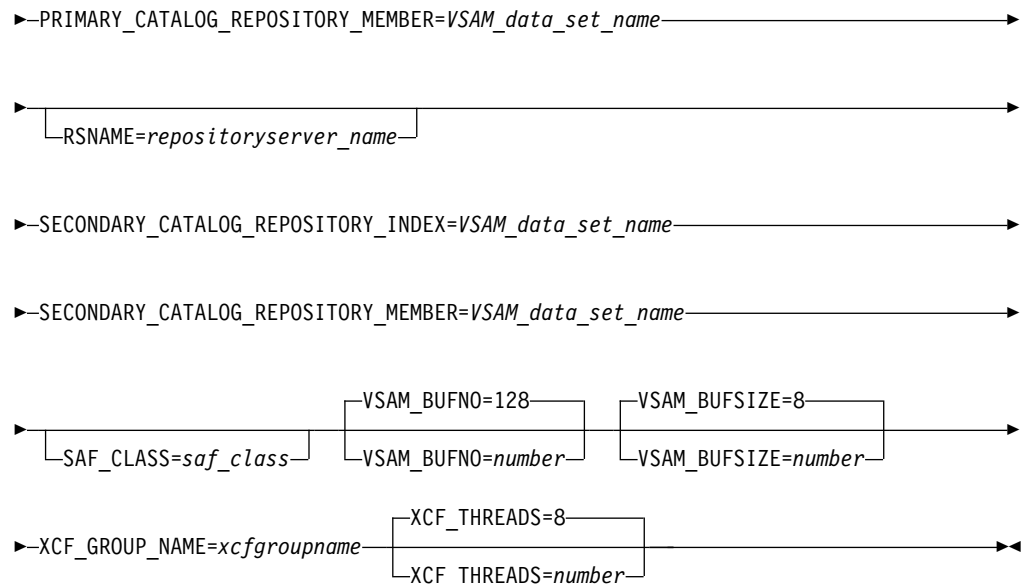 PRIMARY_CATALOG_REPOSITORY_MEMBER=VSAM_data_set_name
RSNAME=repositoryserver_name
SECONDARY_CATALOG_REPOSITORY_INDEX=VSAM_data_set_name
SECONDARY_CATALOG_REPOSITORY_MEMBER=VSAM_data_set_name
VSAM_BUFNO=128 VSAM_BUFSIZE=8
SAF_CLASS=saf_class VSAM_BUFNO=number VSAM_BUFSIZE=number
XCF_THREADS=8
XCF_GROUP_NAME=xcfgroupname
XCF_THREADS=number